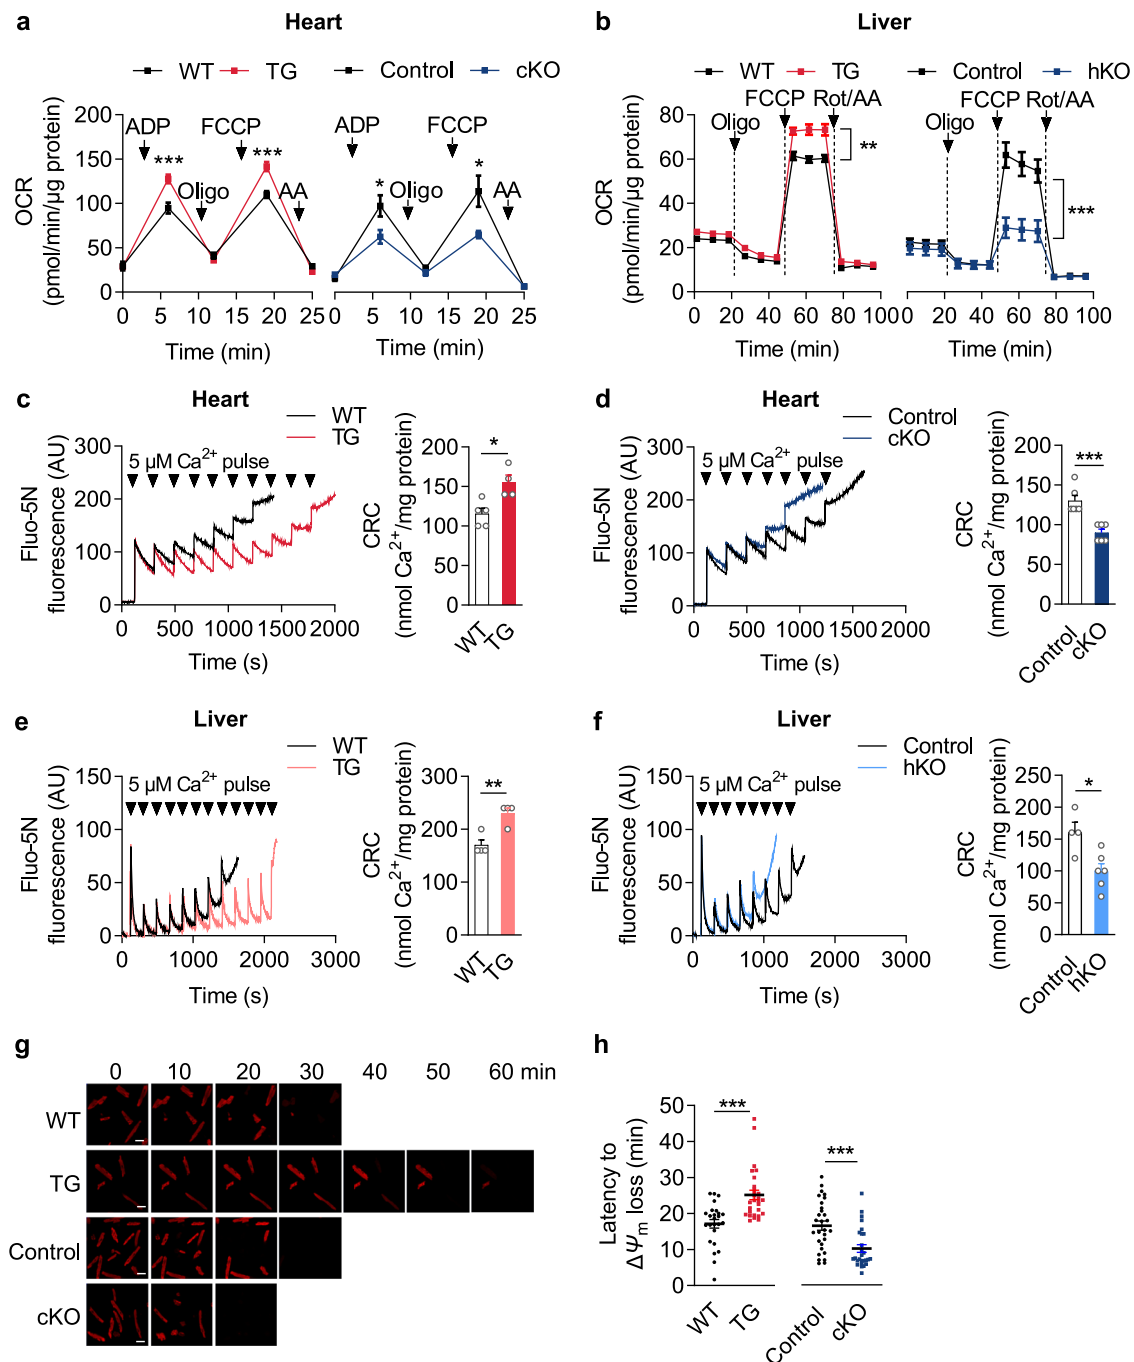 a
Heart
WT TG
Control cKO
OCR
(pmol/min/min/µg protein)
200
150
100
50
0
ADP
FCCP
***
***
Oligo
AA
ADP
FCCP
*
*
Oligo
AA
0 5 10 15 20 25
0 5 10 15 20 25
Time (min)
Time (min)
b
Liver
WT TG
Control hKO
OCR
(pmol/min/min/µg protein)
80
60
40
20
0
FCCP Rot/AA
Oligo
**
FCCP Rot/AA
Oligo
***
0 20 40 60 80 100
0 20 40 60 80 100
Time (min)
Time (min)
c
Heart
WT
TG
Fluo-5N
fluorescence (AU)
300
200
100
0
5 µM Ca2+ pulse
0 500 1000 1500 2000
Time (s)
CRC
(nmol Ca2+/mg protein)
200
150
100
50
0
*
WT
TG
d
Heart
Control
cKO
Fluo-5N
fluorescence (AU)
300
200
100
0
5 µM Ca2+ pulse
0 500 1000 1500 2000
Time (s)
CRC
(nmol Ca2+/mg protein)
200
150
100
50
0
***
Control
cKO
e
Liver
WT
TG
Fluo-5N
fluorescence (AU)
150
100
50
0
5 µM Ca2+ pulse
0 1000 2000 3000
Time (s)
CRC
(nmol Ca2+/mg protein)
300
200
100
0
**
WT
TG
f
Liver
Control
hKO
Fluo-5N
fluorescence (AU)
150
100
50
0
5 µM Ca2+ pulse
0 1000 2000 3000
Time (s)
CRC
(nmol Ca2+/mg protein)
250
200
150
100
50
0
*
Control
hKO
g
0 10 20 30 40 50 60 min
WT
TG
Control
cKO
h
Latency to
ΔΨm loss (min)
50
40
30
20
10
0
***
***
WT
TG
Control
cKO